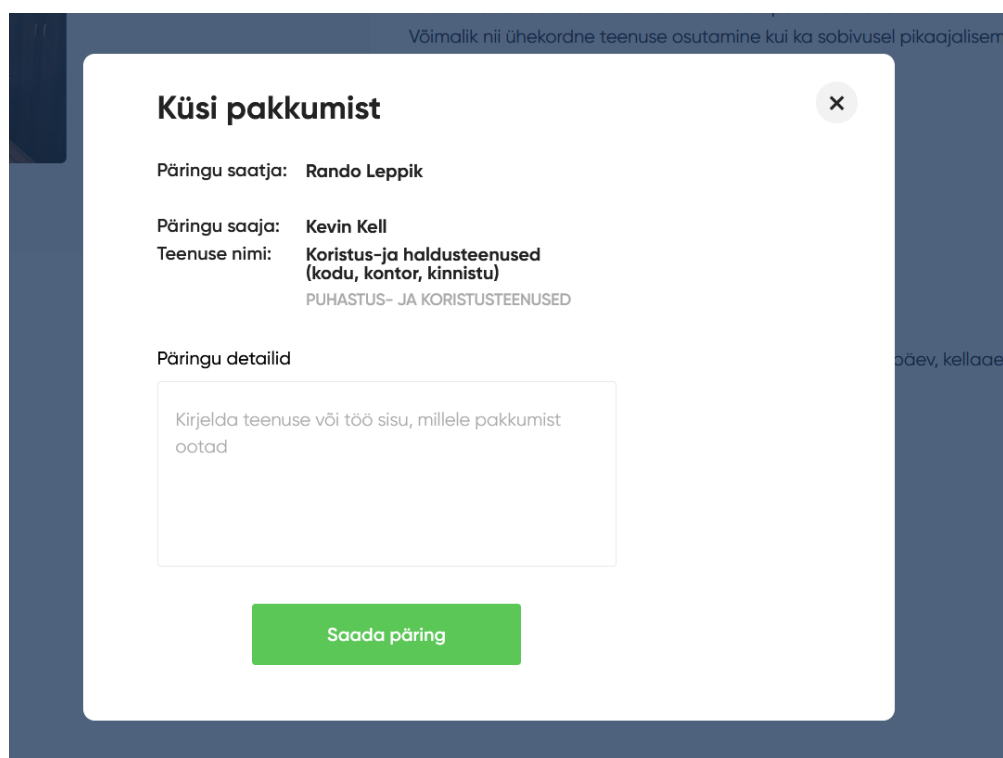 Võimalik nii ühekordne teenuse osutamine kui ka sobivusel pikaajalisem
Küsi pakkumist
Päringu saatja: Rando Leppik
Päringu saaja: Kevin Kell
Teenuse nimi: Koristus-ja haldusteenused
(kodu, kontor, kinnistu)
PUHASTUS- JA KORISTUSTEENUSED
Päringu detailid
päev, kellaae
Kirjelda teenuse või töö sisu, millele pakkumist
ootad
Saada päring